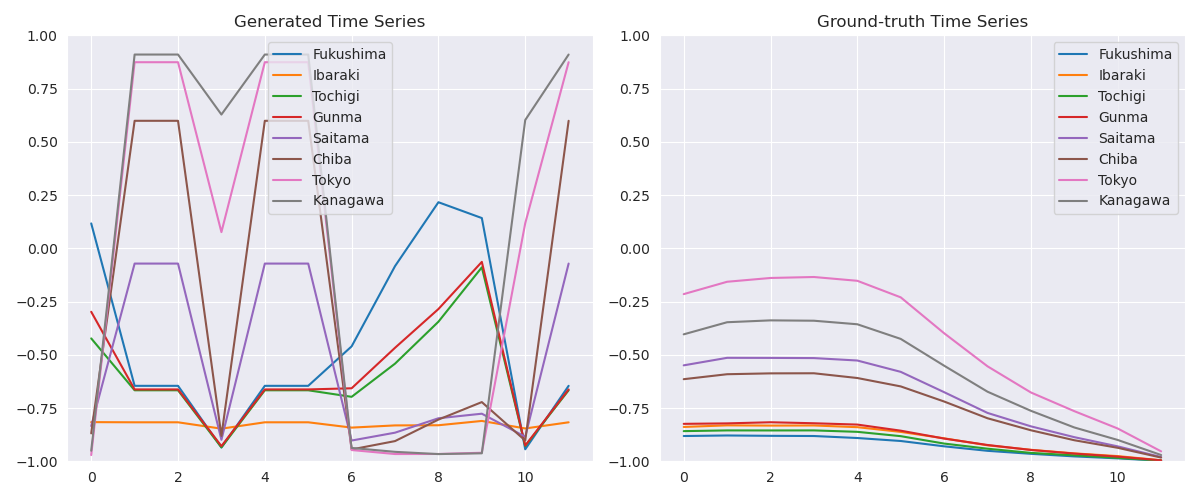 Generated Time Series
1.00
0.75
0.50
0.25
0.00
−0.25
−0.50
−0.75
−1.00
0 2 4 6 8 10
Fukushima
Ibaraki
Tochigi
Gunma
Saitama
Chiba
Tokyo
Kanagawa
Ground-truth Time Series
1.00
0.75
0.50
0.25
0.00
−0.25
−0.50
−0.75
−1.00
0 2 4 6 8 10
Fukushima
Ibaraki
Tochigi
Gunma
Saitama
Chiba
Tokyo
Kanagawa